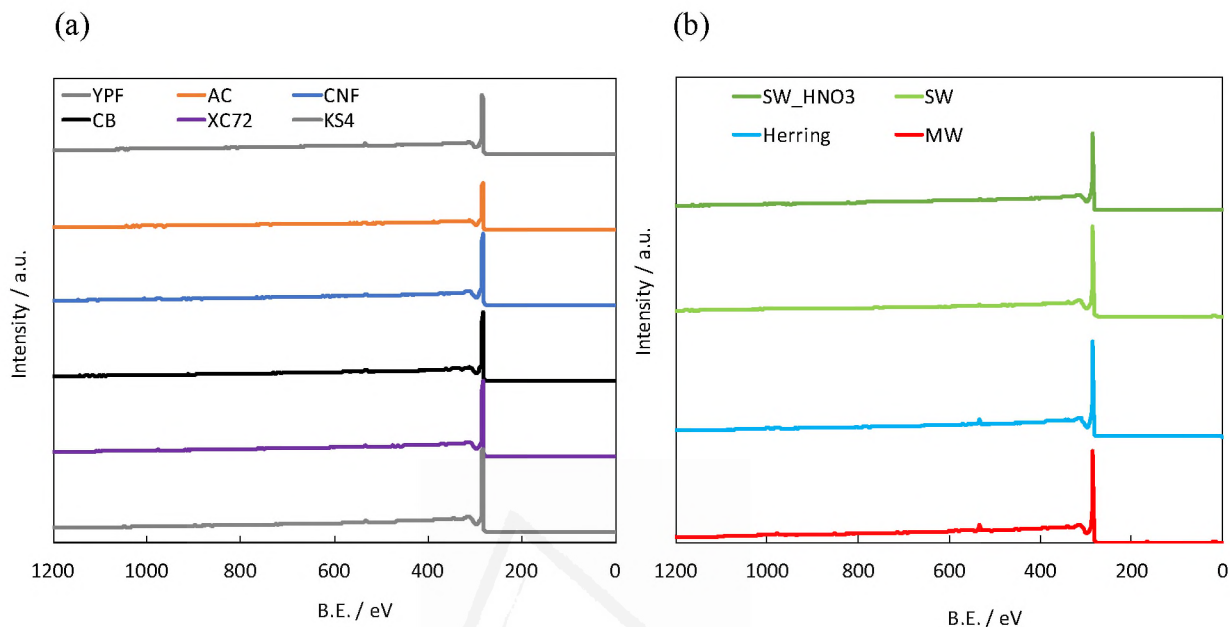 (a)
YPF AC CNF
CB XC72 KS4
Intensity / a.u.
1200 1000 800 600 400 200 0
B.E. / eV
(b)
SW_HNO3 SW
Herring MW
Intensity / a.u.
1200 1000 800 600 400 200 0
B.E. / eV